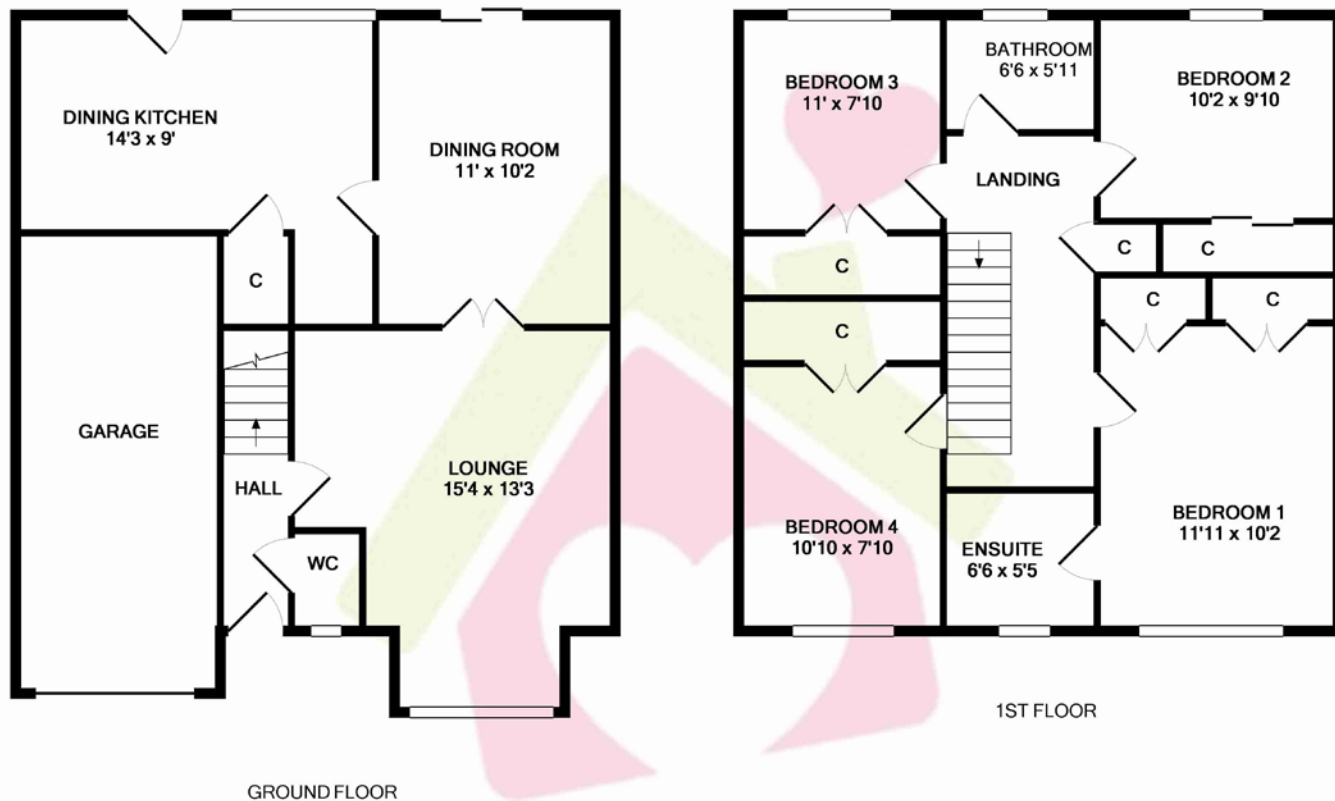 DINING KITCHEN
14'3 x 9'
DINING ROOM
11' x 10'2
C
GARAGE
HALL
LOUNGE
15'4 x 13'3
WC
GROUND FLOOR
BEDROOM 3
11' x 7'10
BATHROOM
6'6 x 5'11
BEDROOM 2
10'2 x 9'10
LANDING
C
C
C
C
C
C
BEDROOM 4
10'10 x 7'10
ENSUITE
6'6 x 5'5
BEDROOM 1
11'11 x 10'2
1ST FLOOR